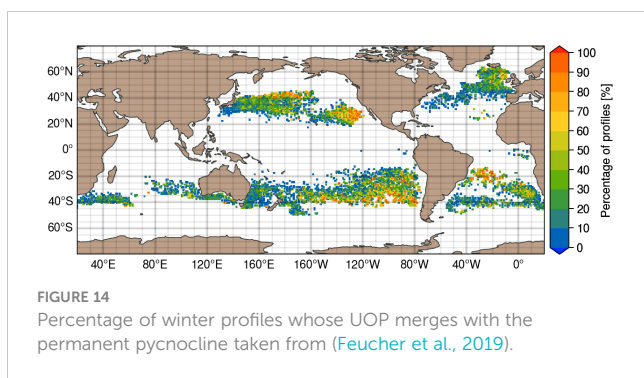 60°N
40°N
20°N
0°
20°S
40°S
60°S
40°E 80°E 120°E 160°E 160°W 120°W 80°W 40°W 0°
100
90
80
70
60
50
40
30
20
10
0
Percentage of profiles [%]
FIGURE 14
Percentage of winter profiles whose UOP merges with the
permanent pycnocline taken from (Feucher et al., 2019).